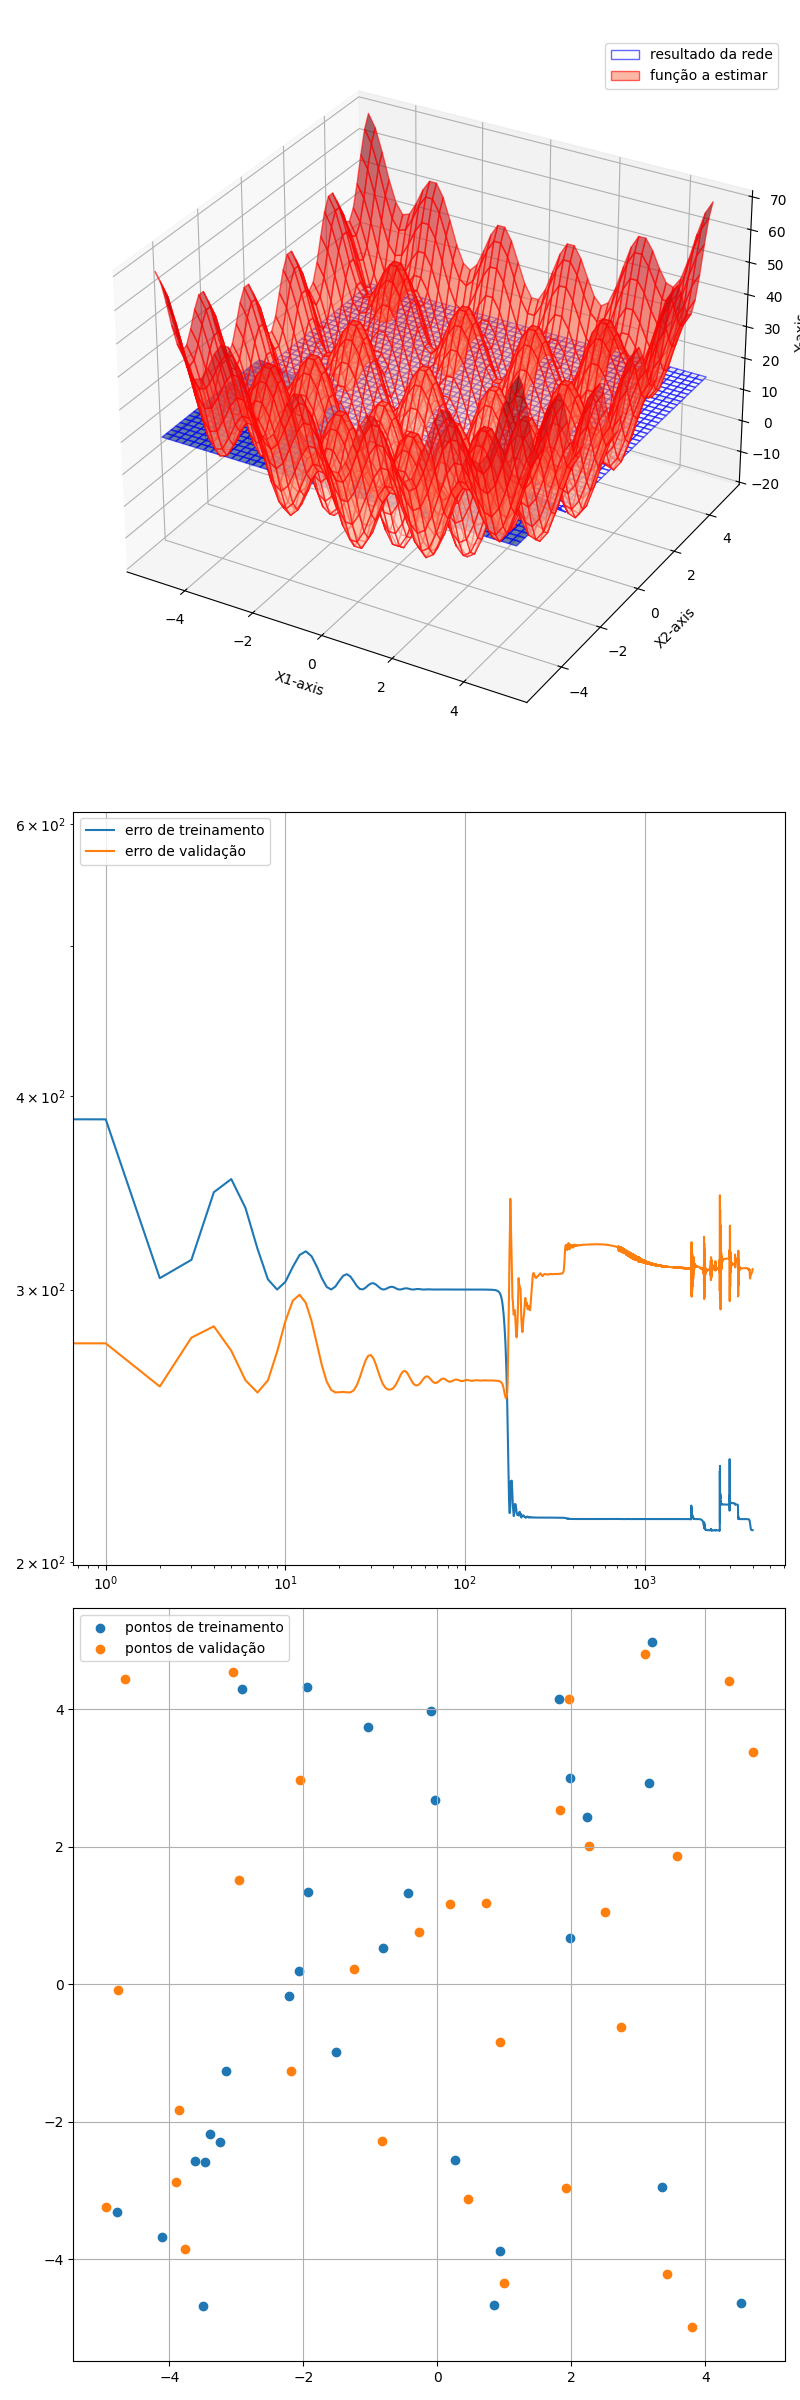 resultado da rede
função a estimar
70
60
50
40
30
20
10
0
−10
−20
4
2
0
−2
−4
X2-axis
−4
−2
0
2
4
X1-axis
6 × 10²
4 × 10²
3 × 10²
2 × 10²
erro de treinamento
erro de validação
10⁰
10¹
10²
10³
pontos de treinamento
pontos de validação
4
2
0
−2
−4
−4
−2
0
2
4